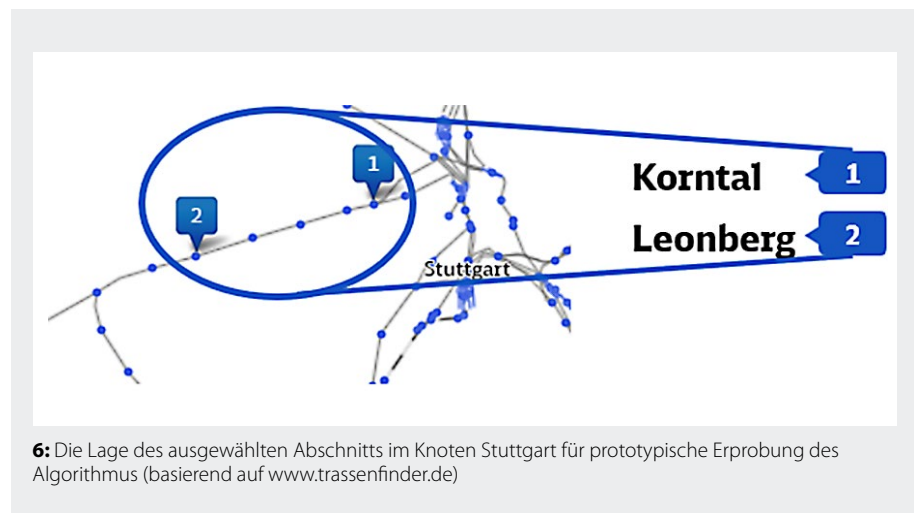 1
2
Korntal 1
Leonberg 2
Stuttgart
6: Die Lage des ausgewählten Abschnitts im Knoten Stuttgart für prototypische Erprobung des
Algorithmus (basierend auf www.trassenfinder.de)